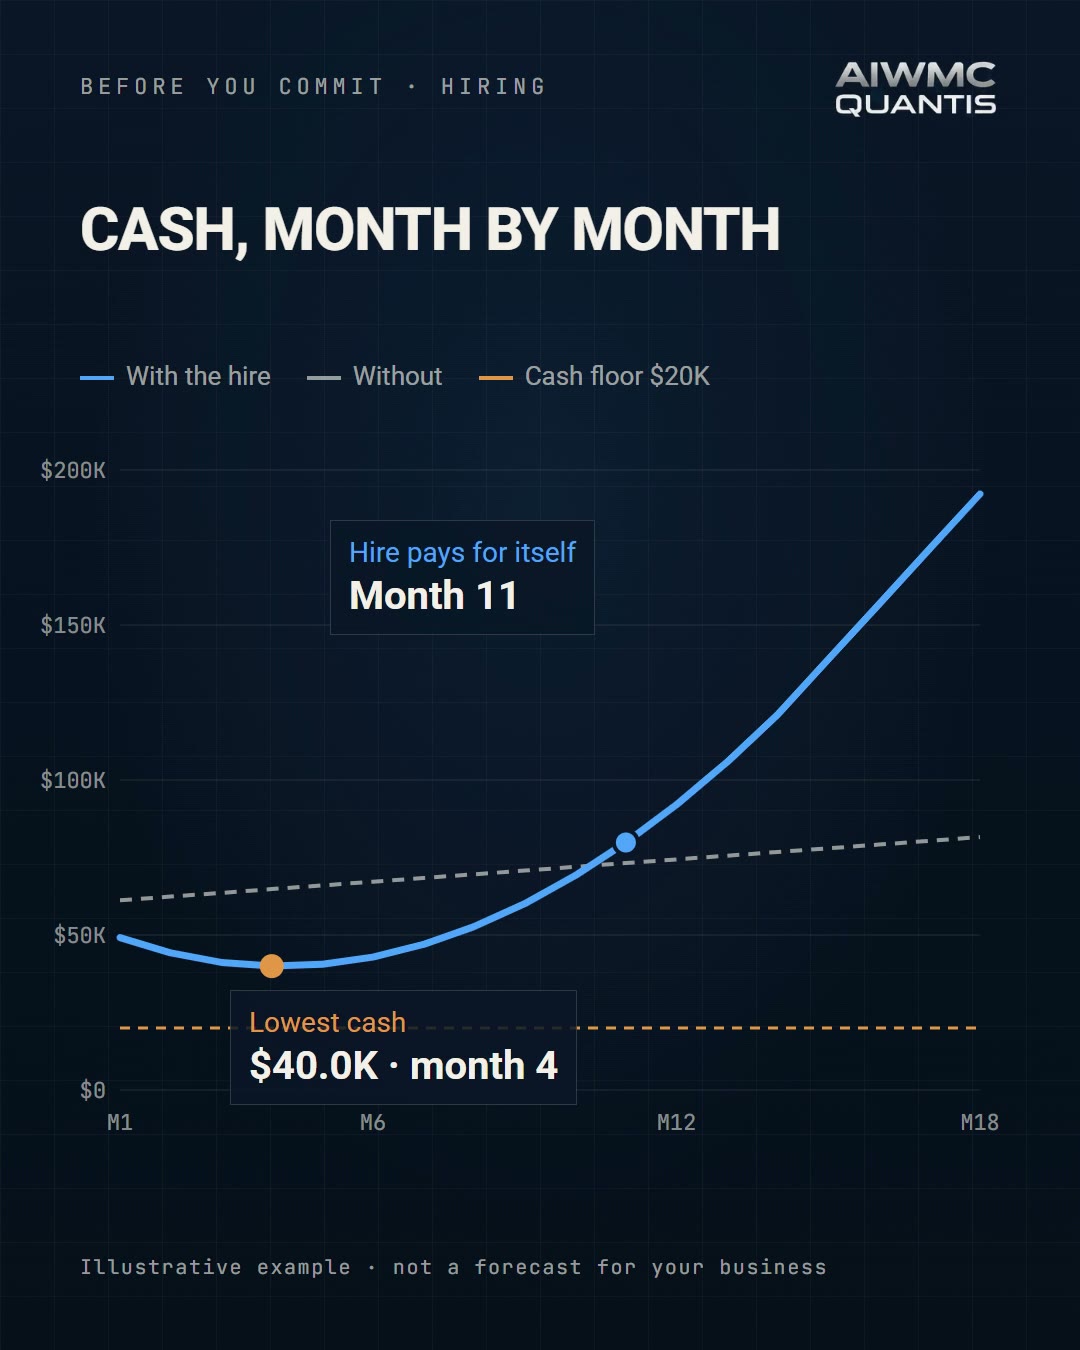 BEFORE YOU COMMIT · HIRING
AIWMC
QUANTIS
CASH, MONTH BY MONTH
With the hire
Without
Cash floor $20K
$200K
Hire pays for itself
Month 11
$150K
$100K
$50K
Lowest cash
$40.0K · month 4
$0
M1
M6
M12
M18
Illustrative example · not a forecast for your business